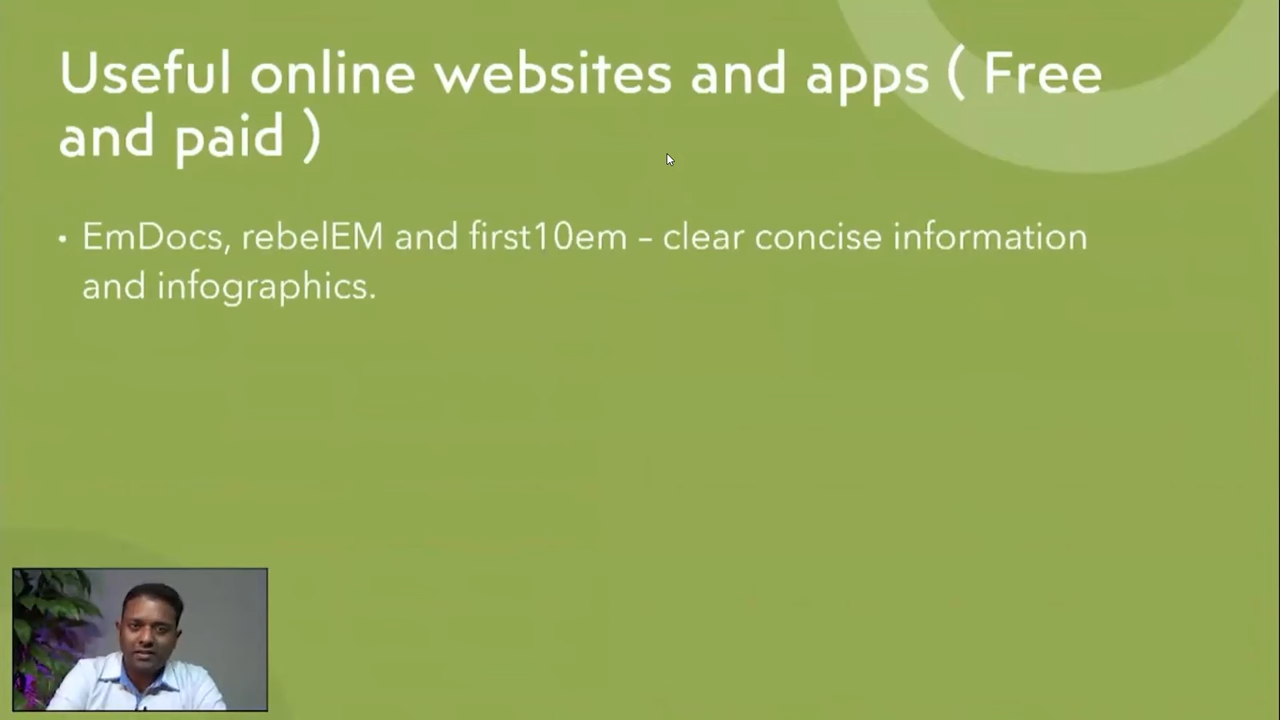 Useful online websites and apps ( Free
and paid )
• EmDocs, rebelEM and first10em – clear concise information
and infographics.